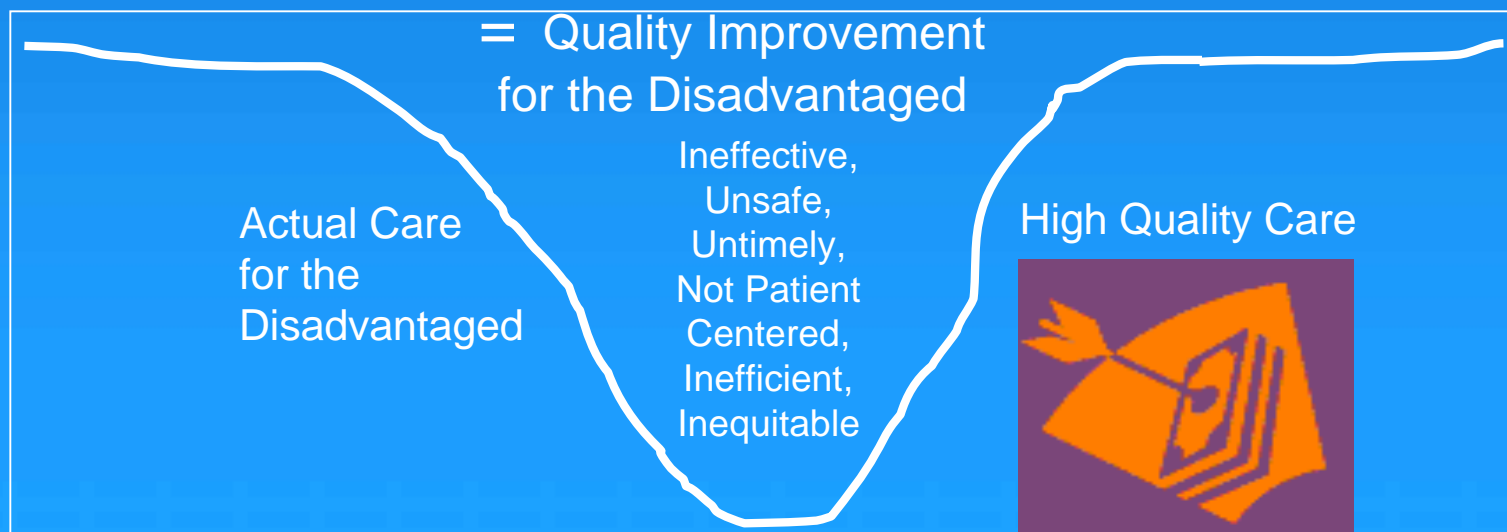 = Quality Improvement
for the Disadvantaged
Ineffective,
Unsafe,
Untimely,
Not Patient
Centered,
Inefficient,
Inequitable
Actual Care
for the
Disadvantaged
High Quality Care